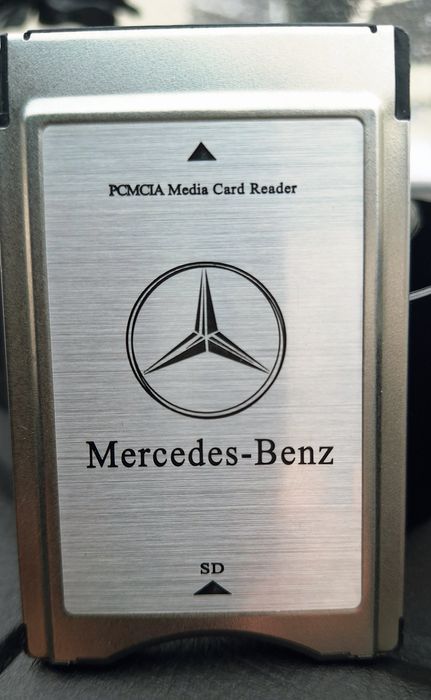 PCMCIA Media Card Reader
Mercedes-Benz
SD